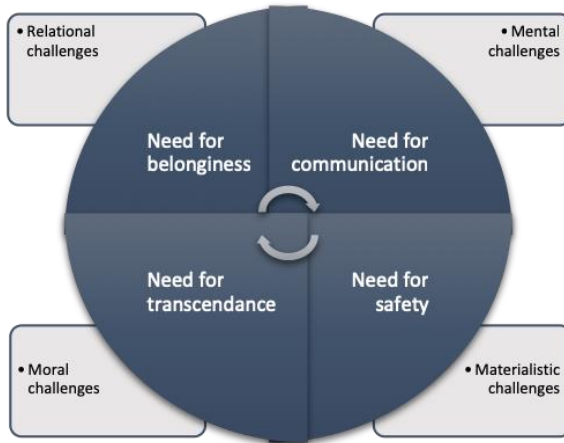 • Relational
challenges
• Mental
challenges
Need for
belonginess
Need for
communication
Need for
transcendance
Need for
safety
• Moral
challenges
• Materialistic
challenges